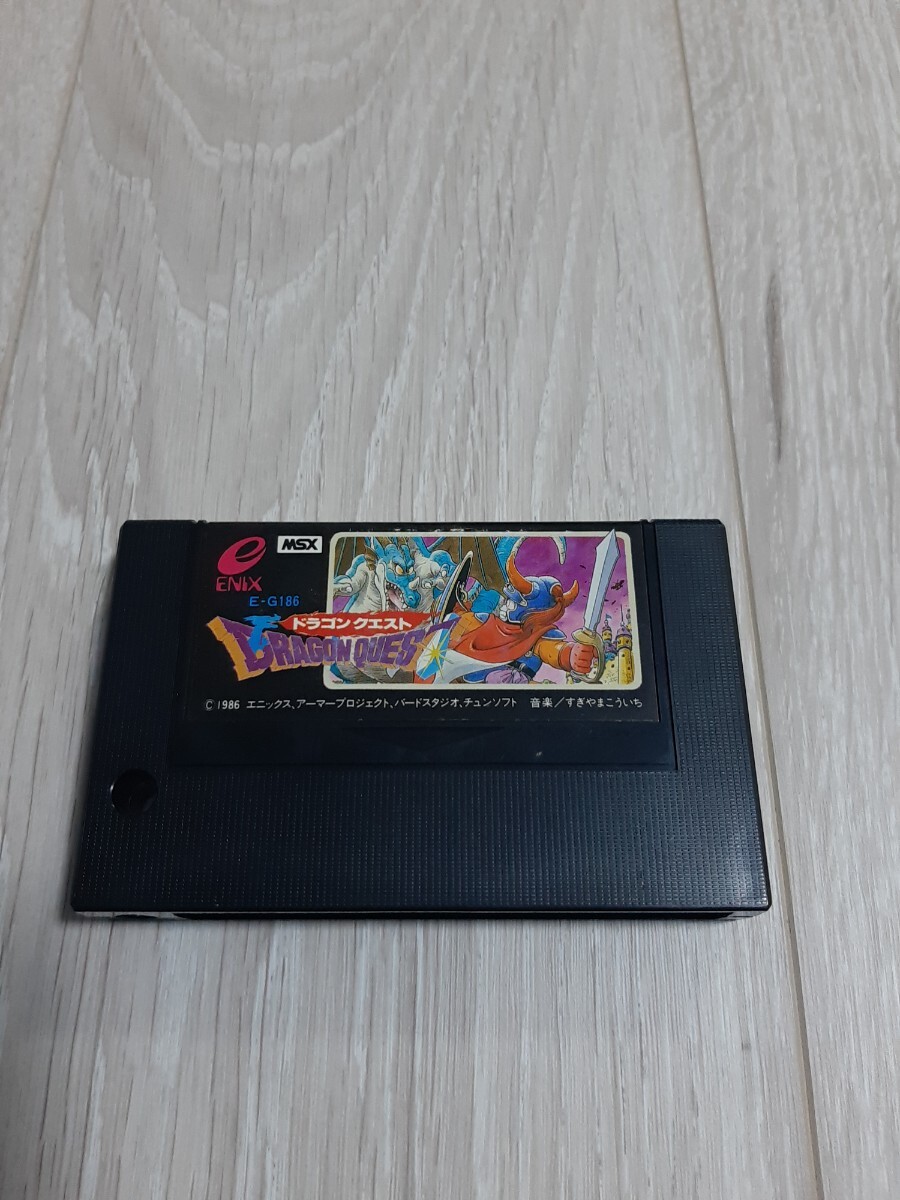 e
ENIX
MSX
E-G186
ドラゴンクエスト
DRAGON QUEST
© 1986 エニックス,アーマープロジェクト,バードスタジオ,チュンソフト 音楽/すぎやまこういち